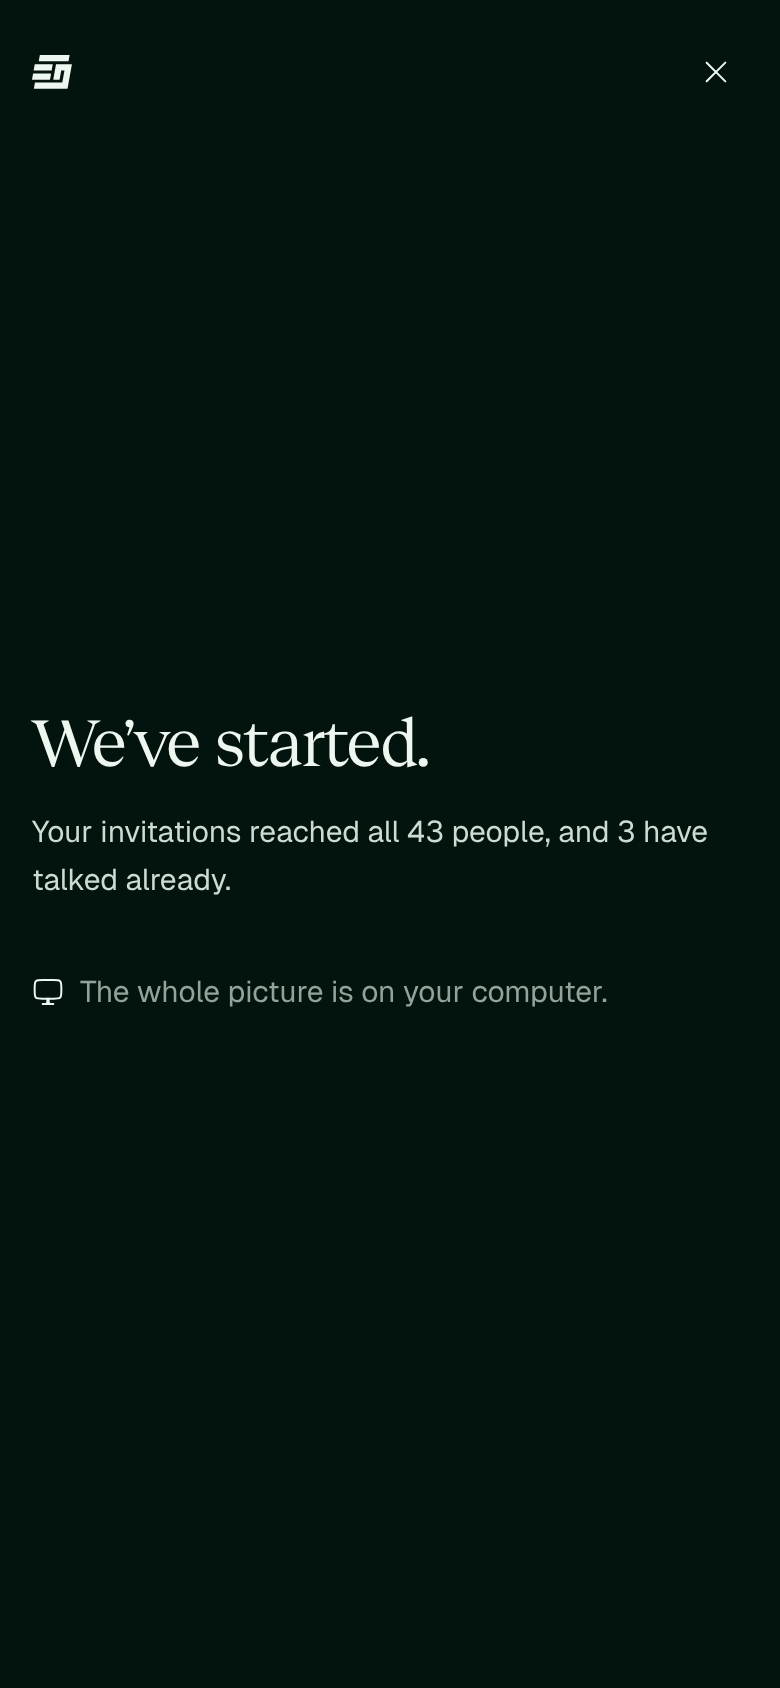 We’ve started.
Your invitations reached all 43 people, and 3 have
talked already.
The whole picture is on your computer.